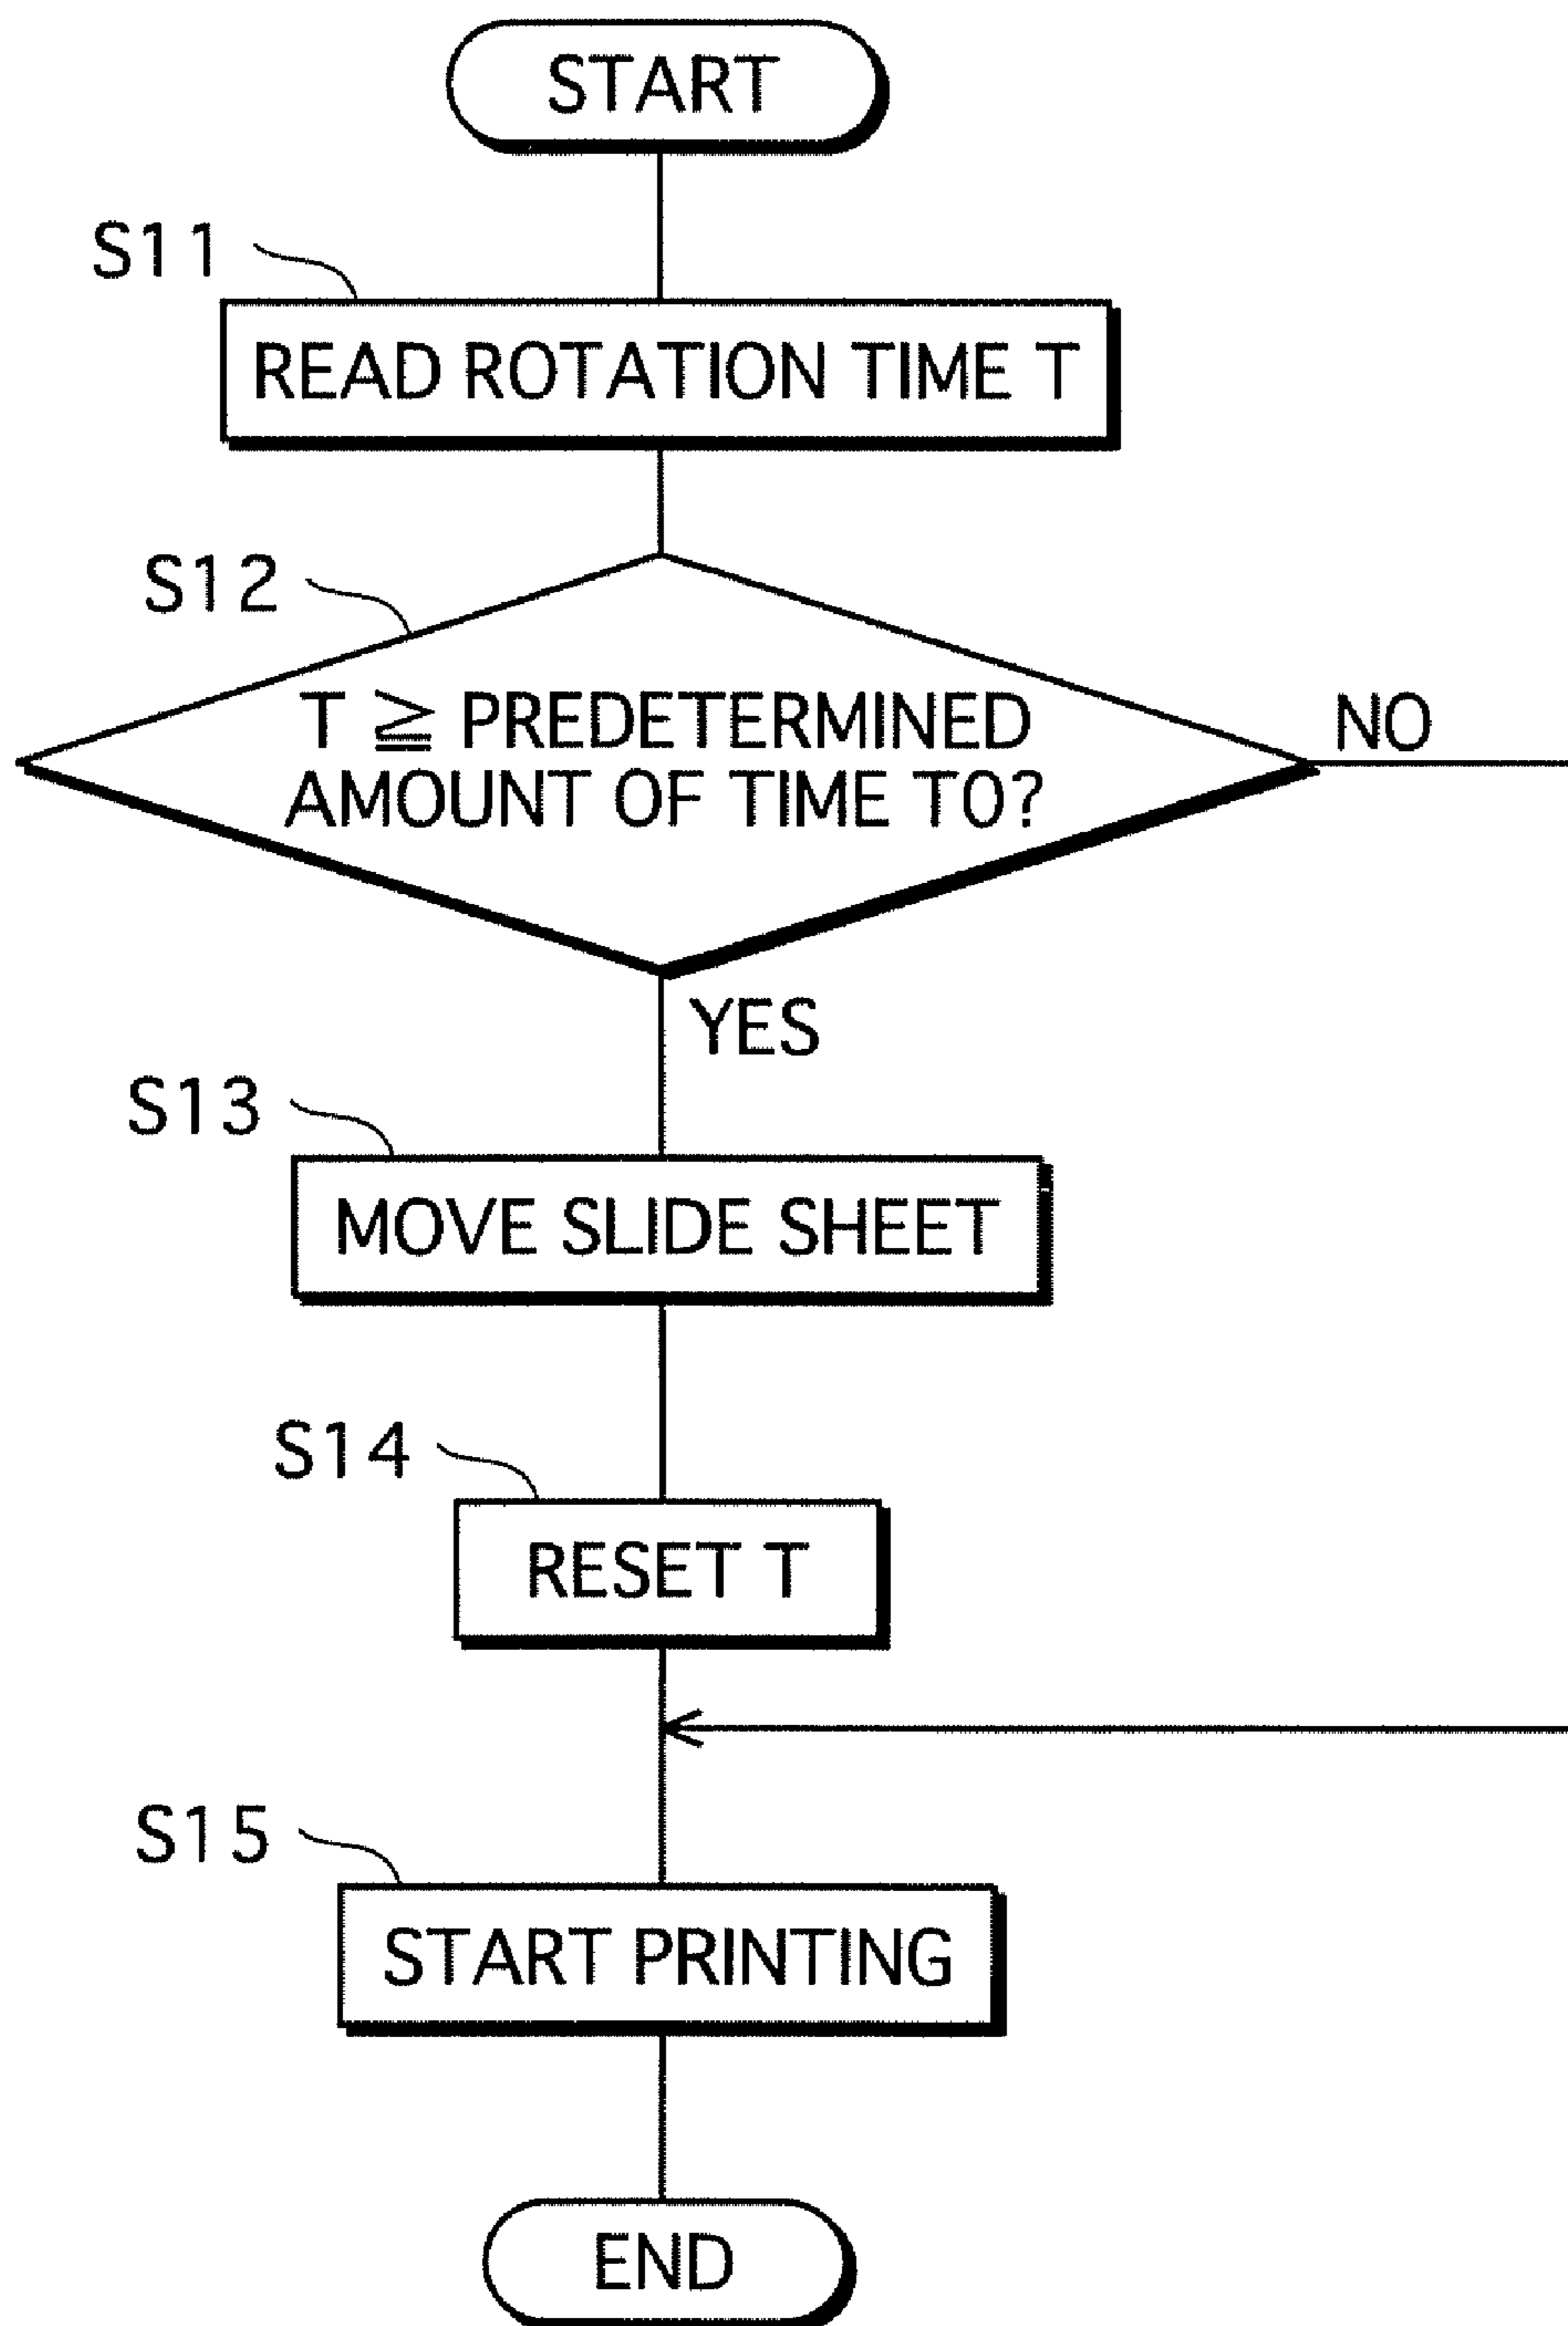 START
S11
READ ROTATION TIME T
S12
T ≧ PREDETERMINED
AMOUNT OF TIME T0?
NO
YES
S13
MOVE SLIDE SHEET
S14
RESET T
S15
START PRINTING
END